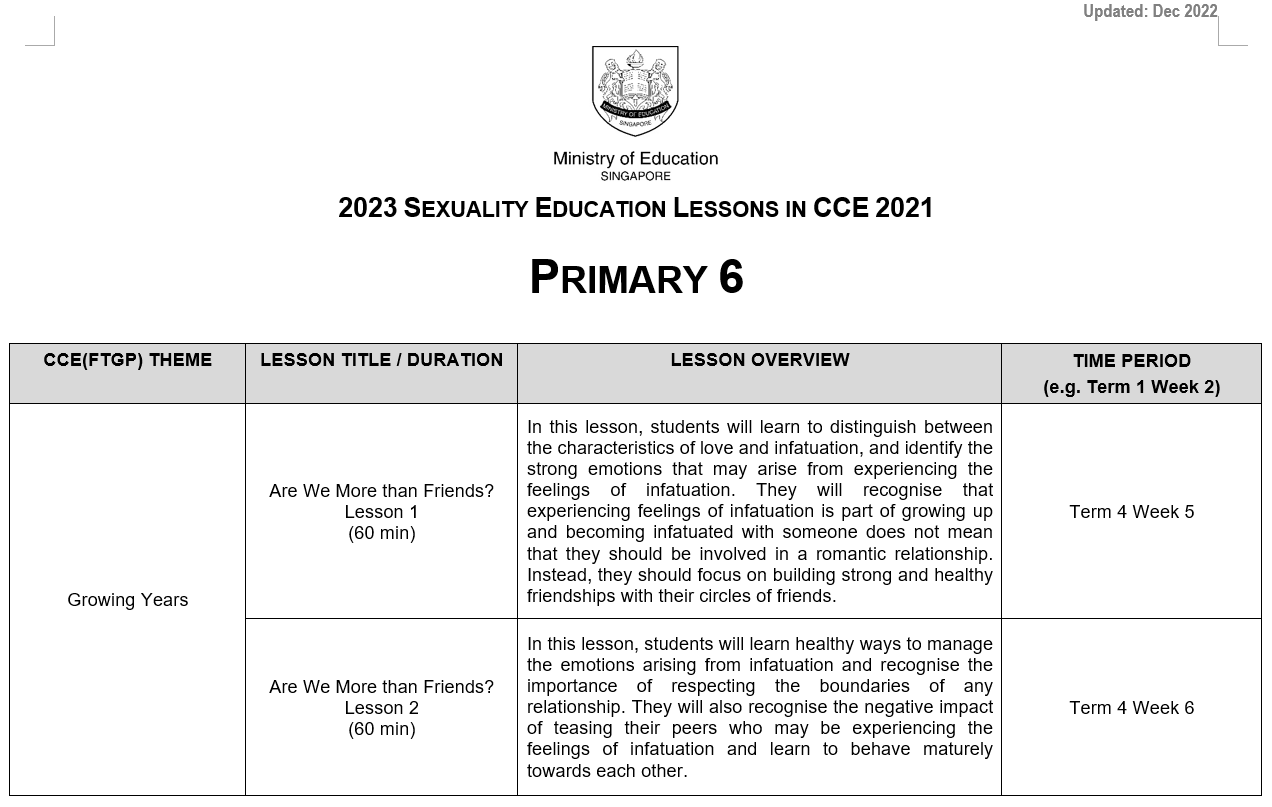 Updated: Dec 2022
MINISTRY OF EDUCATION
SINGAPORE
Ministry of Education
SINGAPORE
2023 SEXUALITY EDUCATION LESSONS IN CCE 2021
PRIMARY 6
CCE(FTGP) THEME
LESSON TITLE / DURATION
LESSON OVERVIEW
TIME PERIOD
(e.g. Term 1 Week 2)
Growing Years
Are We More than Friends?
Lesson 1
(60 min)
In this lesson, students will learn to distinguish between
the characteristics of love and infatuation, and identify the
strong emotions that may arise from experiencing the
feelings of infatuation. They will recognise that
experiencing feelings of infatuation is part of growing up
and becoming infatuated with someone does not mean
that they should be involved in a romantic relationship.
Instead, they should focus on building strong and healthy
friendships with their circles of friends.
Term 4 Week 5
Are We More than Friends?
Lesson 2
(60 min)
In this lesson, students will learn healthy ways to manage
the emotions arising from infatuation and recognise the
importance of respecting the boundaries of any
relationship. They will also recognise the negative impact
of teasing their peers who may be experiencing the
feelings of infatuation and learn to behave maturely
towards each other.
Term 4 Week 6